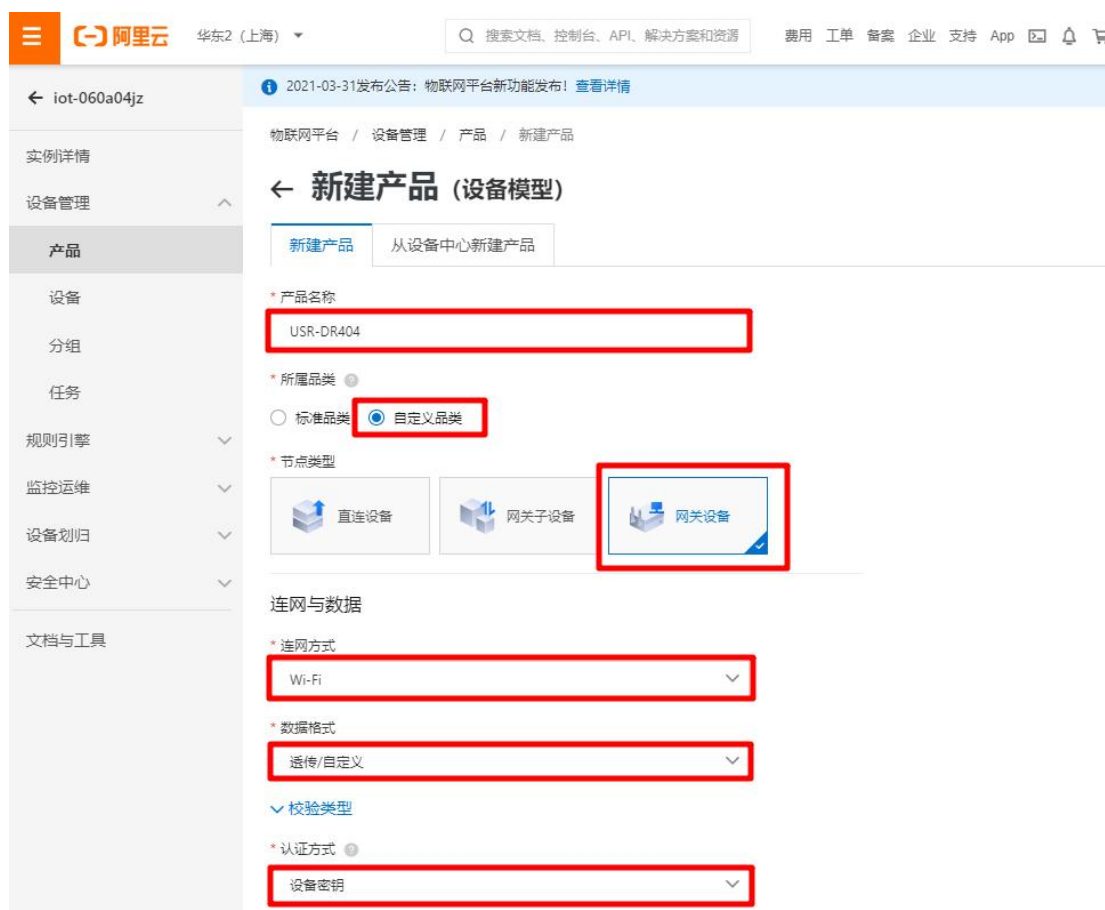 阿里云 华东2（上海） 搜索文档、控制台、API、解决方案和资源 费用 工单 备案 企业 支持 App
iot-060a04jz
2021-03-31发布公告：物联网平台新功能发布！查看详情
物联网平台 / 设备管理 / 产品 / 新建产品
实例详情
设备管理
产品
设备
分组
任务
规则引擎
监控运维
设备划归
安全中心
文档与工具
新建产品（设备模型）
新建产品 从设备中心新建产品
* 产品名称
USR-DR404
* 所属品类
标准品类 自定义品类
* 节点类型
直连设备 网关子设备 网关设备
连网与数据
* 连网方式
Wi-Fi
* 数据格式
透传/自定义
校验类型
* 认证方式
设备密钥